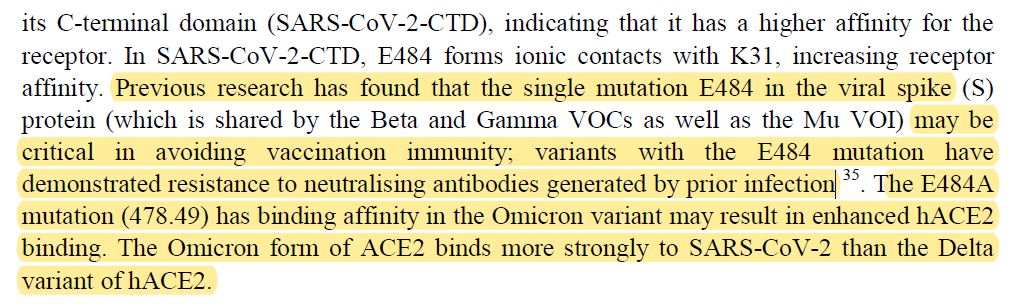 its C-terminal domain (SARS-CoV-2-CTD), indicating that it has a higher affinity for the
receptor. In SARS-CoV-2-CTD, E484 forms ionic contacts with K31, increasing receptor
affinity. Previous research has found that the single mutation E484 in the viral spike (S)
protein (which is shared by the Beta and Gamma VOCs as well as the Mu VOI) may be
critical in avoiding vaccination immunity; variants with the E484 mutation have
demonstrated resistance to neutralising antibodies generated by prior infection 35. The E484A
mutation (478.49) has binding affinity in the Omicron variant may result in enhanced hACE2
binding. The Omicron form of ACE2 binds more strongly to SARS-CoV-2 than the Delta
variant of hACE2.